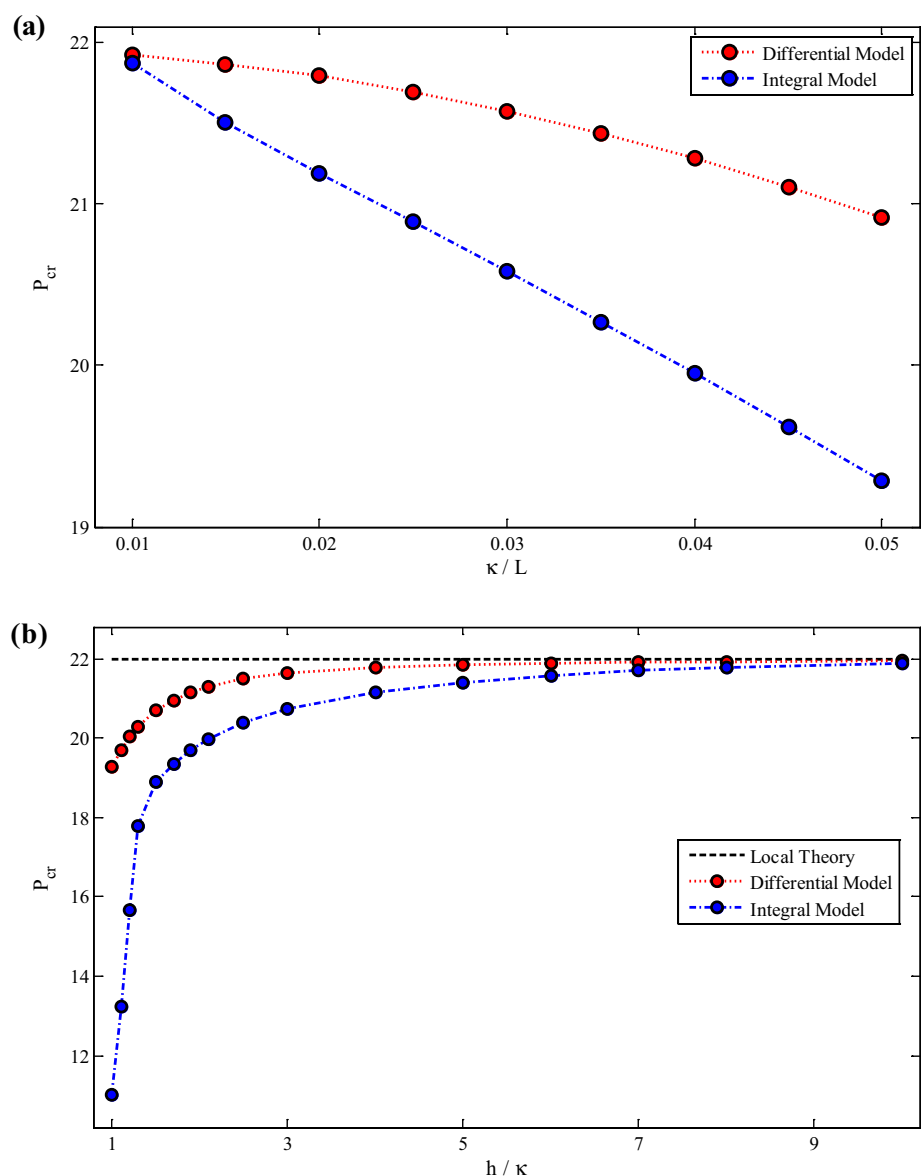 (a)
22
21
20
19
P_cr
Differential Model
Integral Model
0.01
0.02
0.03
0.04
0.05
κ / L
(b)
22
20
18
16
14
12
P_cr
Local Theory
Differential Model
Integral Model
1
3
5
7
9
h / κ